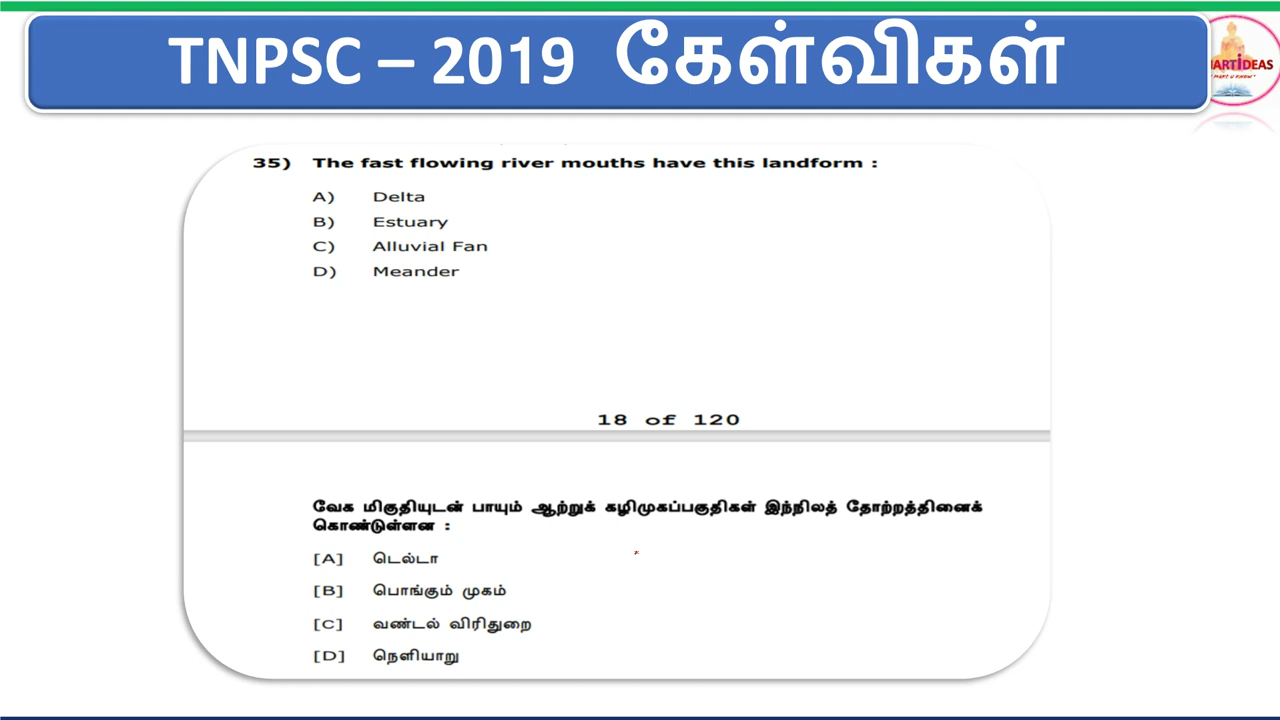 TNPSC – 2019 கேள்விகள்
ARTiDEAS
35) The fast flowing river mouths have this landform :
A) Delta
B) Estuary
C) Alluvial Fan
D) Meander
18 of 120
வேக மிகுதியுடன் பாயும் ஆற்றுக் கழிமுகப்பகுதிகள் இந்நிலத் தோற்றத்தினைக்
கொண்டுள்ளன :
[A] டெல்டா
[B] பொங்கும் முகம்
[C] வண்டல் விரிதுறை
[D] நெளியாறு